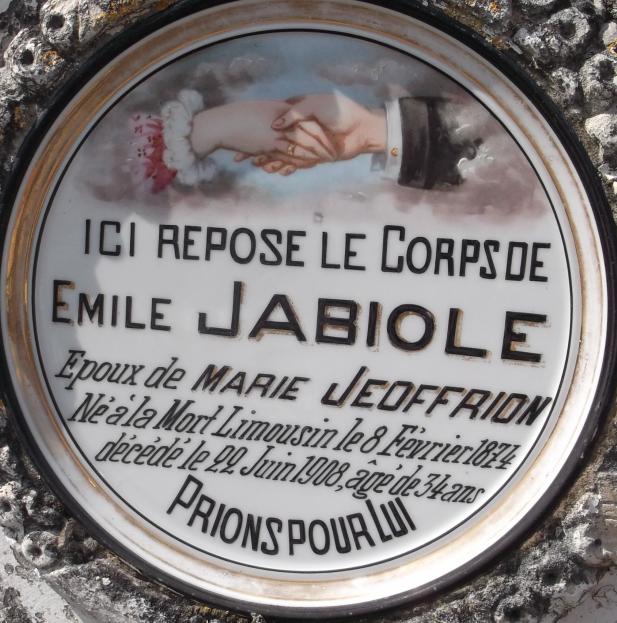 ICI REPOSE LE CORPS DE
EMILE JABIOLE
Epoux de MARIE JEOFFRION
Né à la Mort Limousin le 8 Février 1874
décédé le 22 Juin 1908, âgé de 34 ans
PRIONS POUR LUI